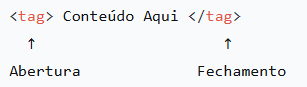 <tag> Conteúdo Aqui </tag>
↑ ↑
Abertura Fechamento